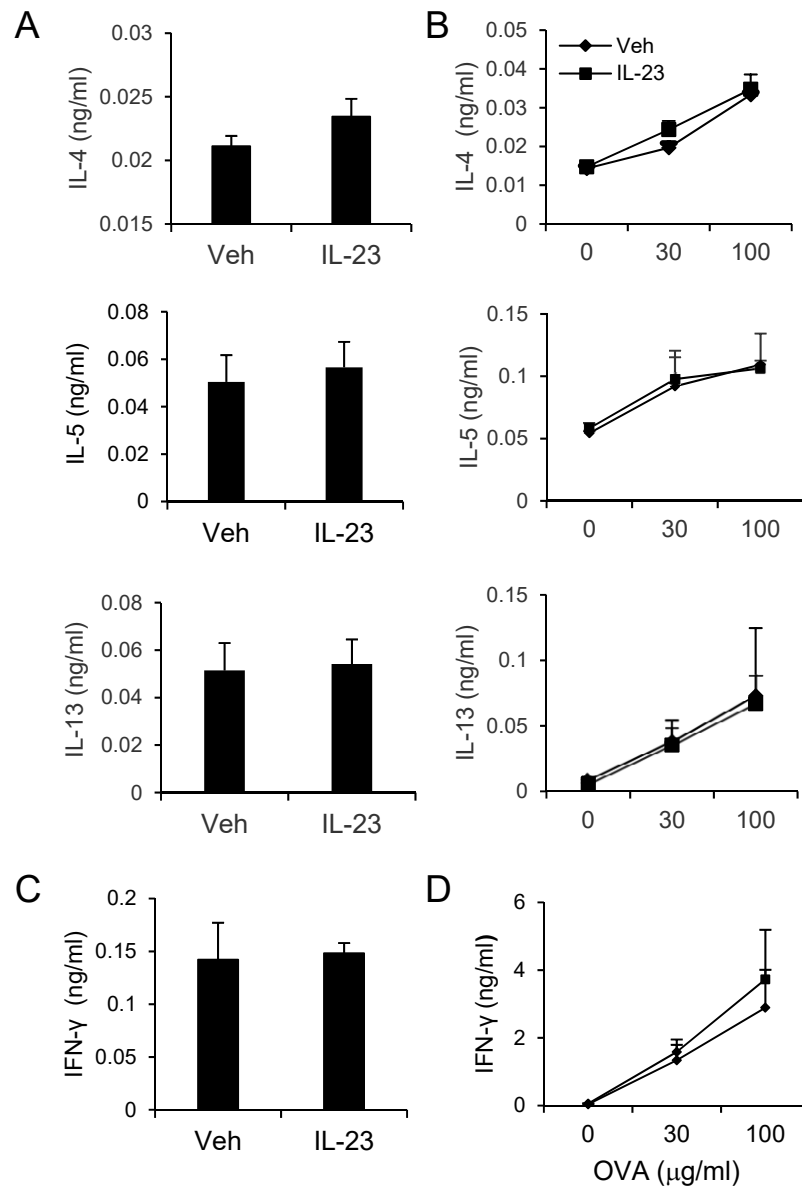 A
IL-4 (ng/ml)
0.03
0.025
0.02
0.015
Veh
IL-23
B
IL-4 (ng/ml)
0.05
0.04
0.03
0.02
0.01
0
Veh
IL-23
0
30
100
IL-5 (ng/ml)
0.08
0.06
0.04
0.02
0
Veh
IL-23
IL-5 (ng/ml)
0.15
0.1
0.05
0
0
30
100
IL-13 (ng/ml)
0.08
0.06
0.04
0.02
0
Veh
IL-23
IL-13 (ng/ml)
0.15
0.1
0.05
0
0
30
100
C
IFN-γ (ng/ml)
0.2
0.15
0.1
0.05
0
Veh
IL-23
D
IFN-γ (ng/ml)
6
4
2
0
0
30
100
OVA (μg/ml)